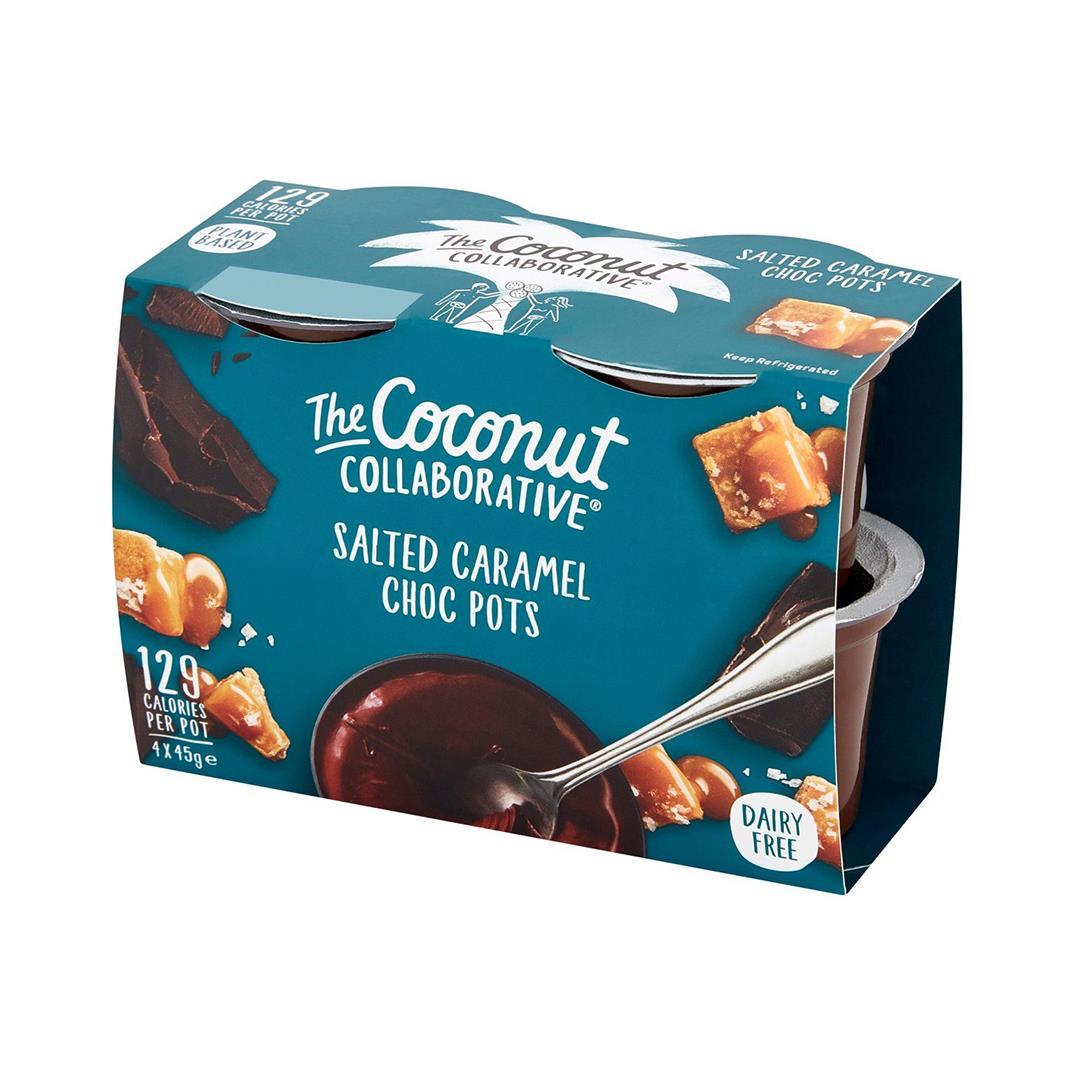 129
CALORIES
PER POT
PLANT
BASED
The Coconut
COLLABORATIVE®
SALTED CARAMEL
CHOC POTS
Keep Refrigerated
The Coconut
COLLABORATIVE®
SALTED CARAMEL
CHOC POTS
129
CALORIES
PER POT
4 X 45g e
DAIRY
FREE